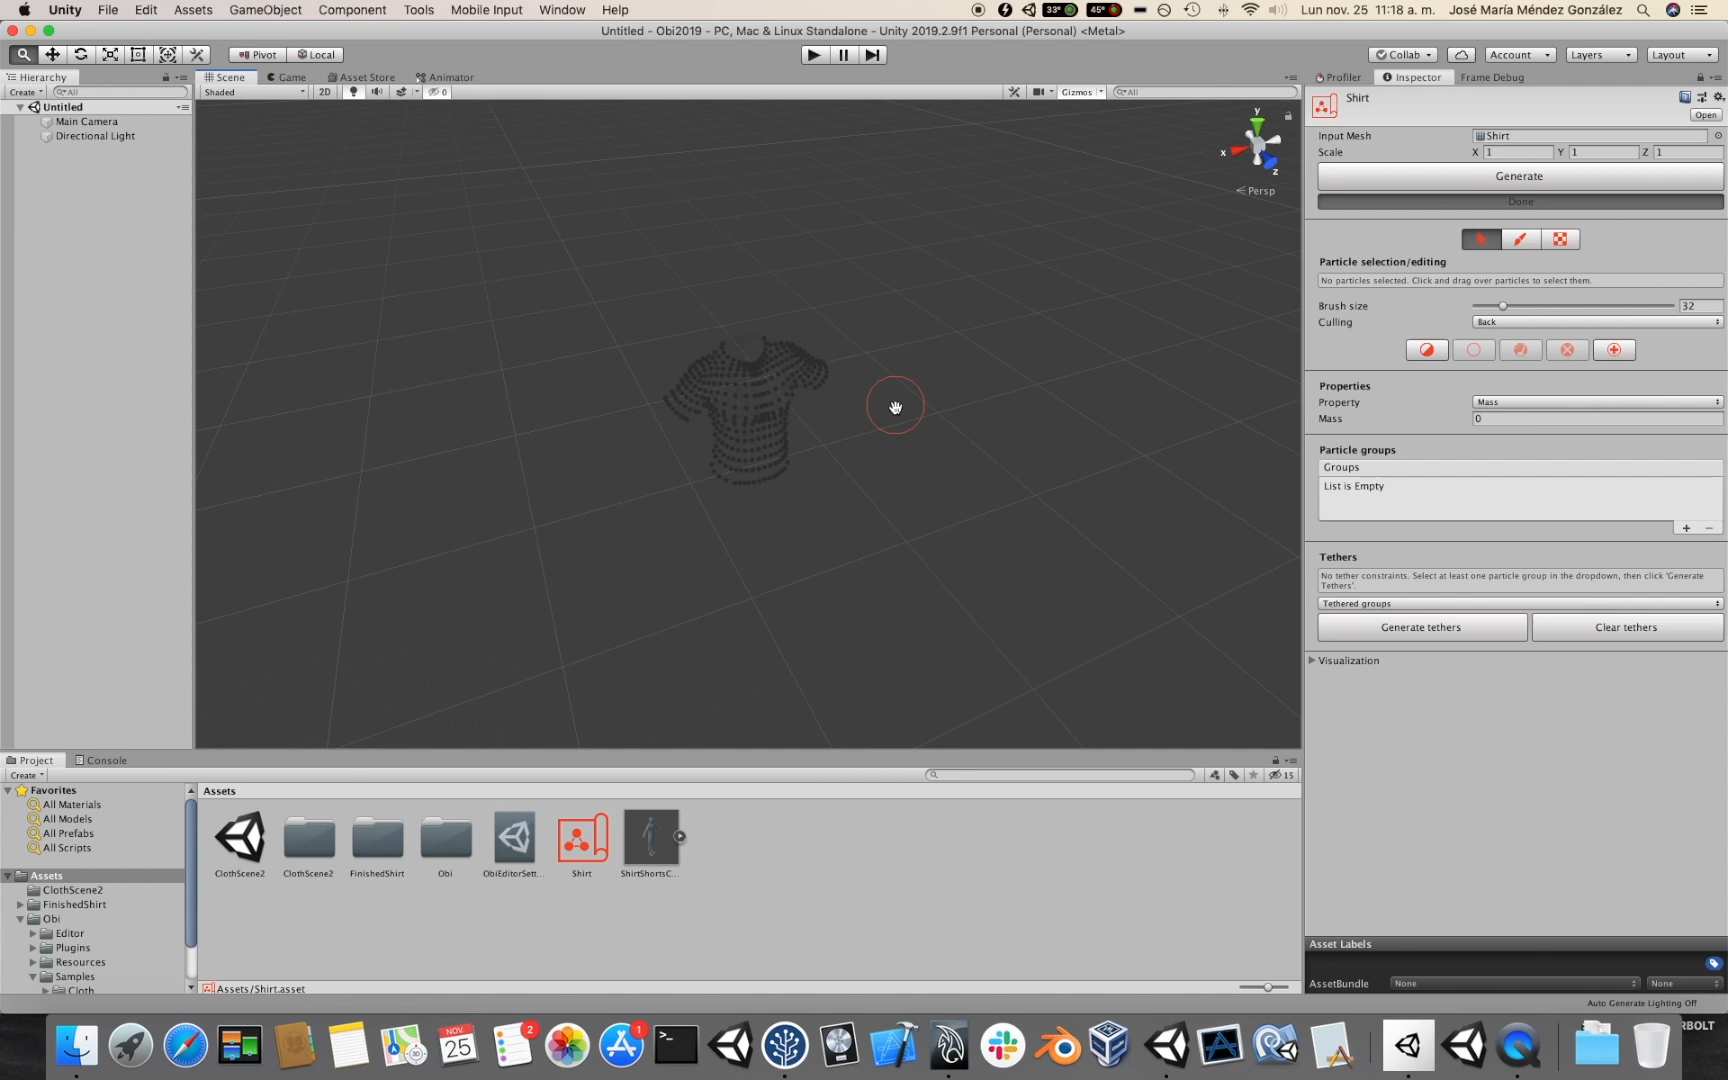 Unity File Edit Assets GameObject Component Tools Mobile Input Window Help
33° 45° Lun nov. 25 11:18 a. m. José María Méndez González
Untitled - Obi2019 - PC, Mac & Linux Standalone - Unity 2019.2.9f1 Personal (Personal) <Metal>
Pivot Local Collab Account Layers Layout
Hierarchy Scene Game Asset Store Animator Profiler Inspector Frame Debug
Create All Shaded 2D 0 Gizmos All
Untitled
Main Camera
Directional Light
y
x
z
Persp
Shirt
Open
Input Mesh Shirt
Scale X 1 Y 1 Z 1
Generate
Done
Particle selection/editing
No particles selected. Click and drag over particles to select them.
Brush size 32
Culling Back
Properties
Property Mass
Mass 0
Particle groups
Groups
List is Empty
+ −
Tethers
No tether constraints. Select at least one particle group in the dropdown, then click 'Generate
Tethers'.
Tethered groups
Generate tethers Clear tethers
Visualization
Project Console
Create 15
Favorites
All Materials
All Models
All Prefabs
All Scripts
Assets
ClothScene2
FinishedShirt
Obi
Editor
Plugins
Resources
Samples
Cloth
Assets
ClothScene2 ClothScene2 FinishedShirt Obi ObiEditorSett... Shirt ShirtShortsC...
Assets/Shirt.asset
Asset Labels
AssetBundle None None
Auto Generate Lighting Off
NOV.
25
2
1
RBOLT